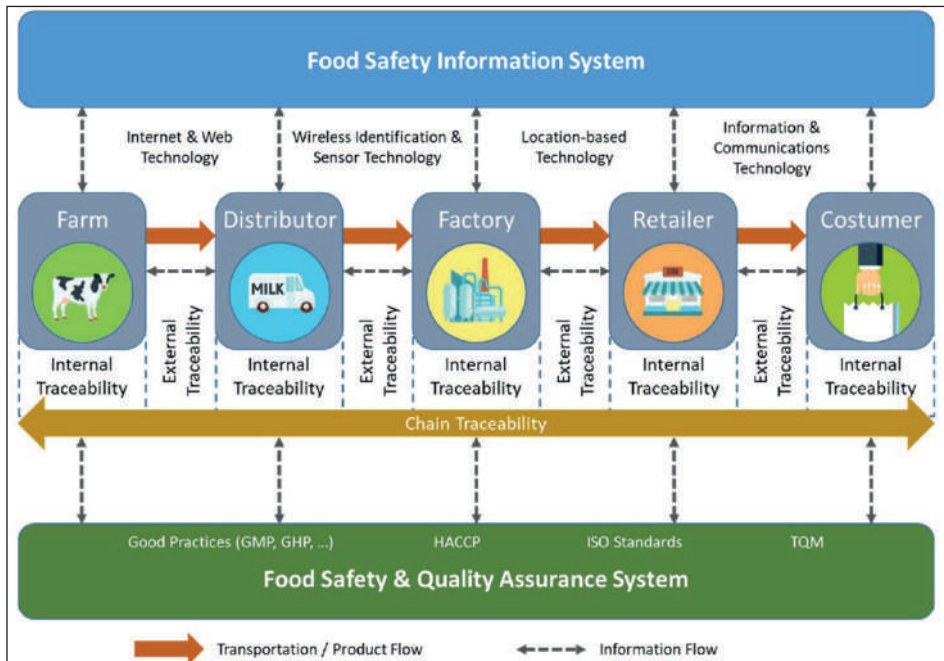 Food Safety Information System
Internet & Web
Technology
Wireless Identification &
Sensor Technology
Location-based
Technology
Information &
Communications
Technology
Farm
Distributor
Factory
Retailer
Costumer
MILK
Internal
Traceability
External
Traceability
Internal
Traceability
External
Traceability
Internal
Traceability
External
Traceability
Internal
Traceability
External
Traceability
Internal
Traceability
Chain Traceability
Good Practices (GMP, GHP, ...)
HACCP
ISO Standards
TQM
Food Safety & Quality Assurance System
Transportation / Product Flow
Information Flow